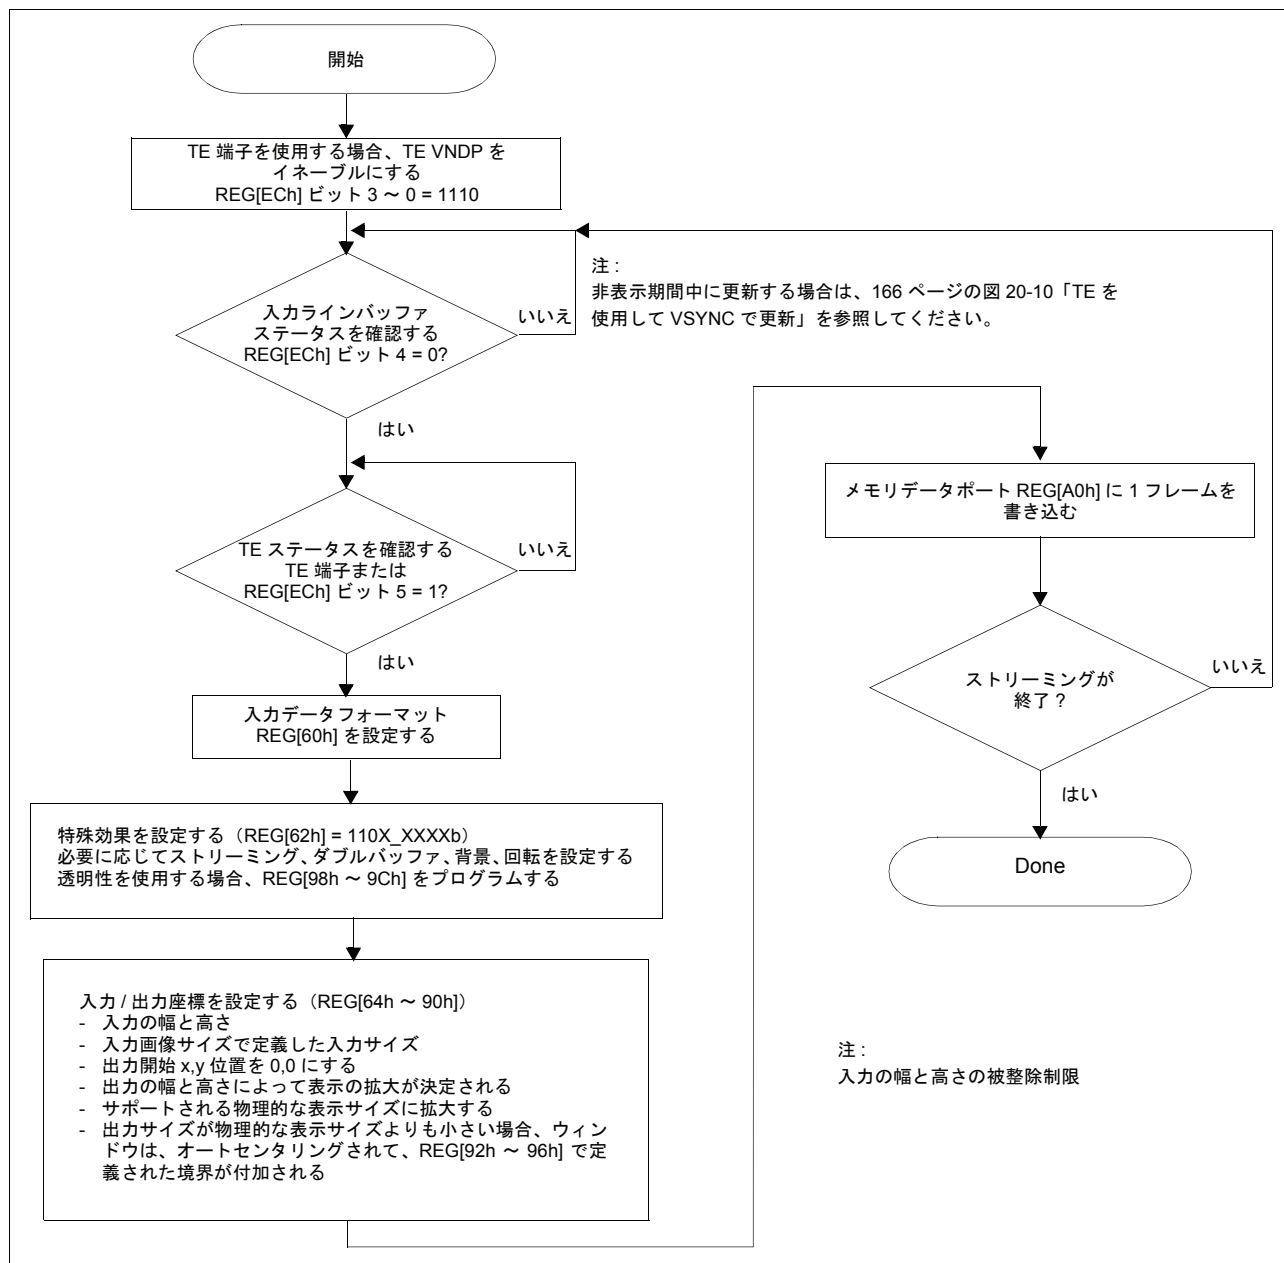 開始
TE 端子を使用する場合、TE VNDP を
イネーブルにする
REG[ECh] ビット 3 ～ 0 = 1110
注 :
非表示期間中に更新する場合は、166 ページの図 20-10「TE を
使用して VSYNC で更新」を参照してください。
入力ラインバッファ
ステータスを確認する
REG[ECh] ビット 4 = 0?
いいえ
はい
TE ステータスを確認する
TE 端子または
REG[ECh] ビット 5 = 1?
いいえ
はい
入力データフォーマット
REG[60h] を設定する
特殊効果を設定する（REG[62h] = 110X_XXXXb）
必要に応じてストリーミング、ダブルバッファ、背景、回転を設定する
透明性を使用する場合、REG[98h ～ 9Ch] をプログラムする
入力 / 出力座標を設定する（REG[64h ～ 90h]）
- 入力の幅と高さ
- 入力画像サイズで定義した入力サイズ
- 出力開始 x,y 位置を 0,0 にする
- 出力の幅と高さによって表示の拡大が決定される
- サポートされる物理的な表示サイズに拡大する
- 出力サイズが物理的な表示サイズよりも小さい場合、ウィン
ドウは、オートセンタリングされて、REG[92h ～ 96h] で定
義された境界が付加される
メモリデータポート REG[A0h] に 1 フレームを
書き込む
ストリーミングが
終了 ?
いいえ
はい
Done
注 :
入力の幅と高さの被整除制限